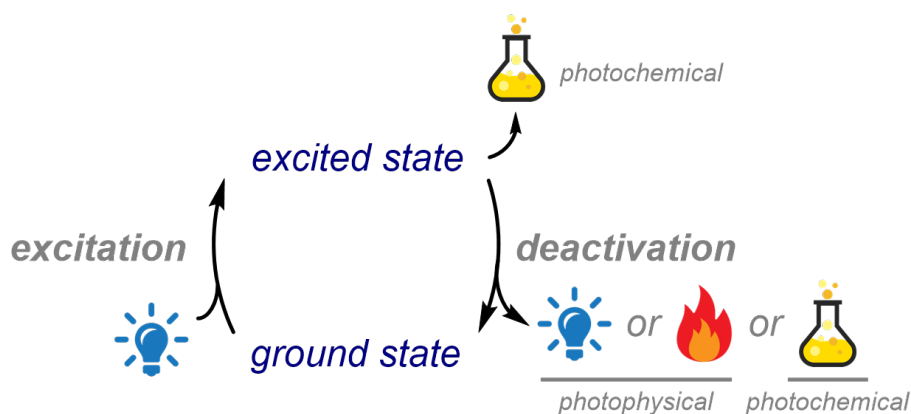 photochemical
excited state
excitation
deactivation
or
or
ground state
photophysical
photochemical